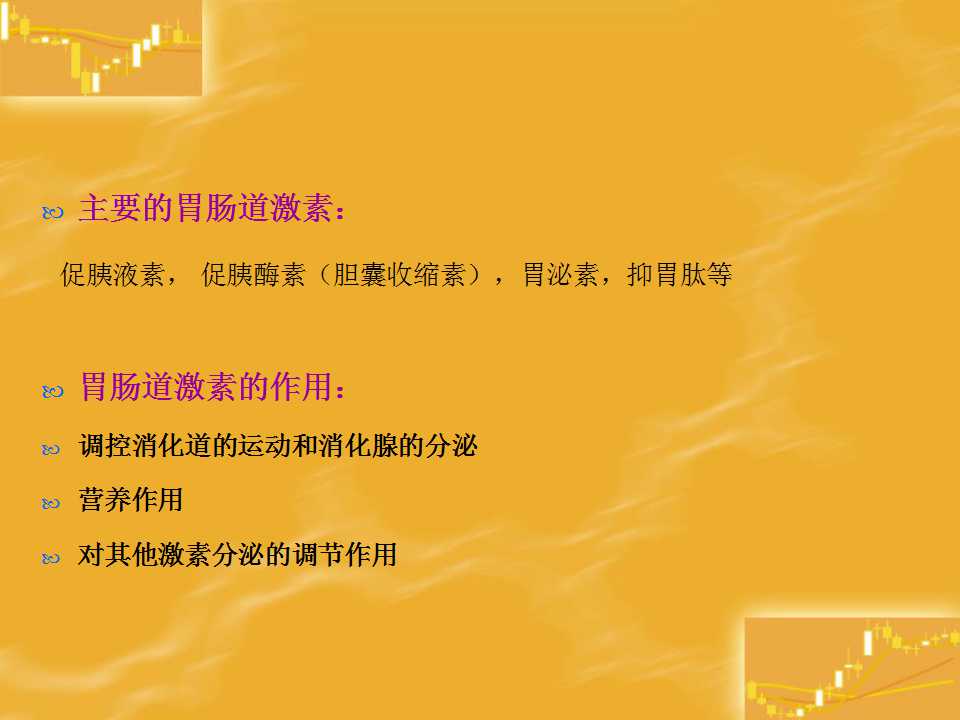 主要的胃肠道激素：
促胰液素， 促胰酶素（胆囊收缩素），胃泌素，抑胃肽等
胃肠道激素的作用：
调控消化道的运动和消化腺的分泌
营养作用
对其他激素分泌的调节作用